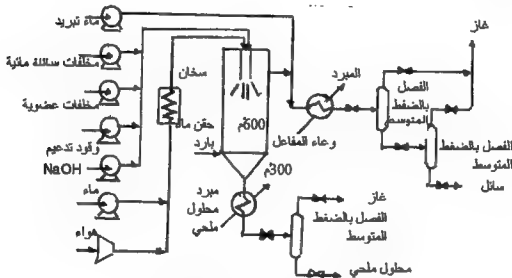 ماء تبريد
مخلفات سائلة مائية
مخلفات عضوية
وقود تدعيم
NaOH
ماء
هواء
سخان
600م
حقن ماء
بارد
300م
مبرد
محلول
ملحي
المبرد
وعاء المفاعل
غاز
الفصل
بالضغط
المتوسط
الفصل بالضغط
المتوسط
سائل
غاز
الفصل بالضغط
المتوسط
محلول ملحي